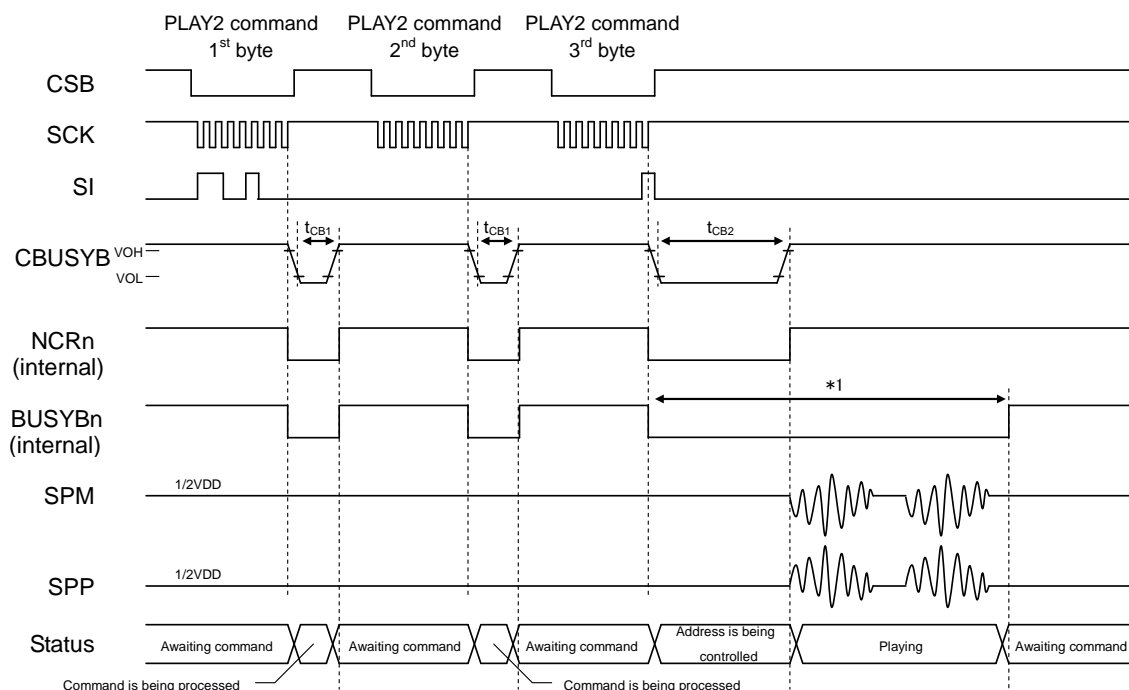 PLAY2 command
1st byte
PLAY2 command
2nd byte
PLAY2 command
3rd byte
CSB
SCK
SI
CBUSYB
VOH
VOL
tCB1
tCB1
tCB2
NCRn
(internal)
BUSYBn
(internal)
*1
SPM
1/2VDD
SPP
1/2VDD
Status
Awaiting command
Awaiting command
Awaiting command
Address is being
controlled
Playing
Awaiting command
Command is being processed
Command is being processed